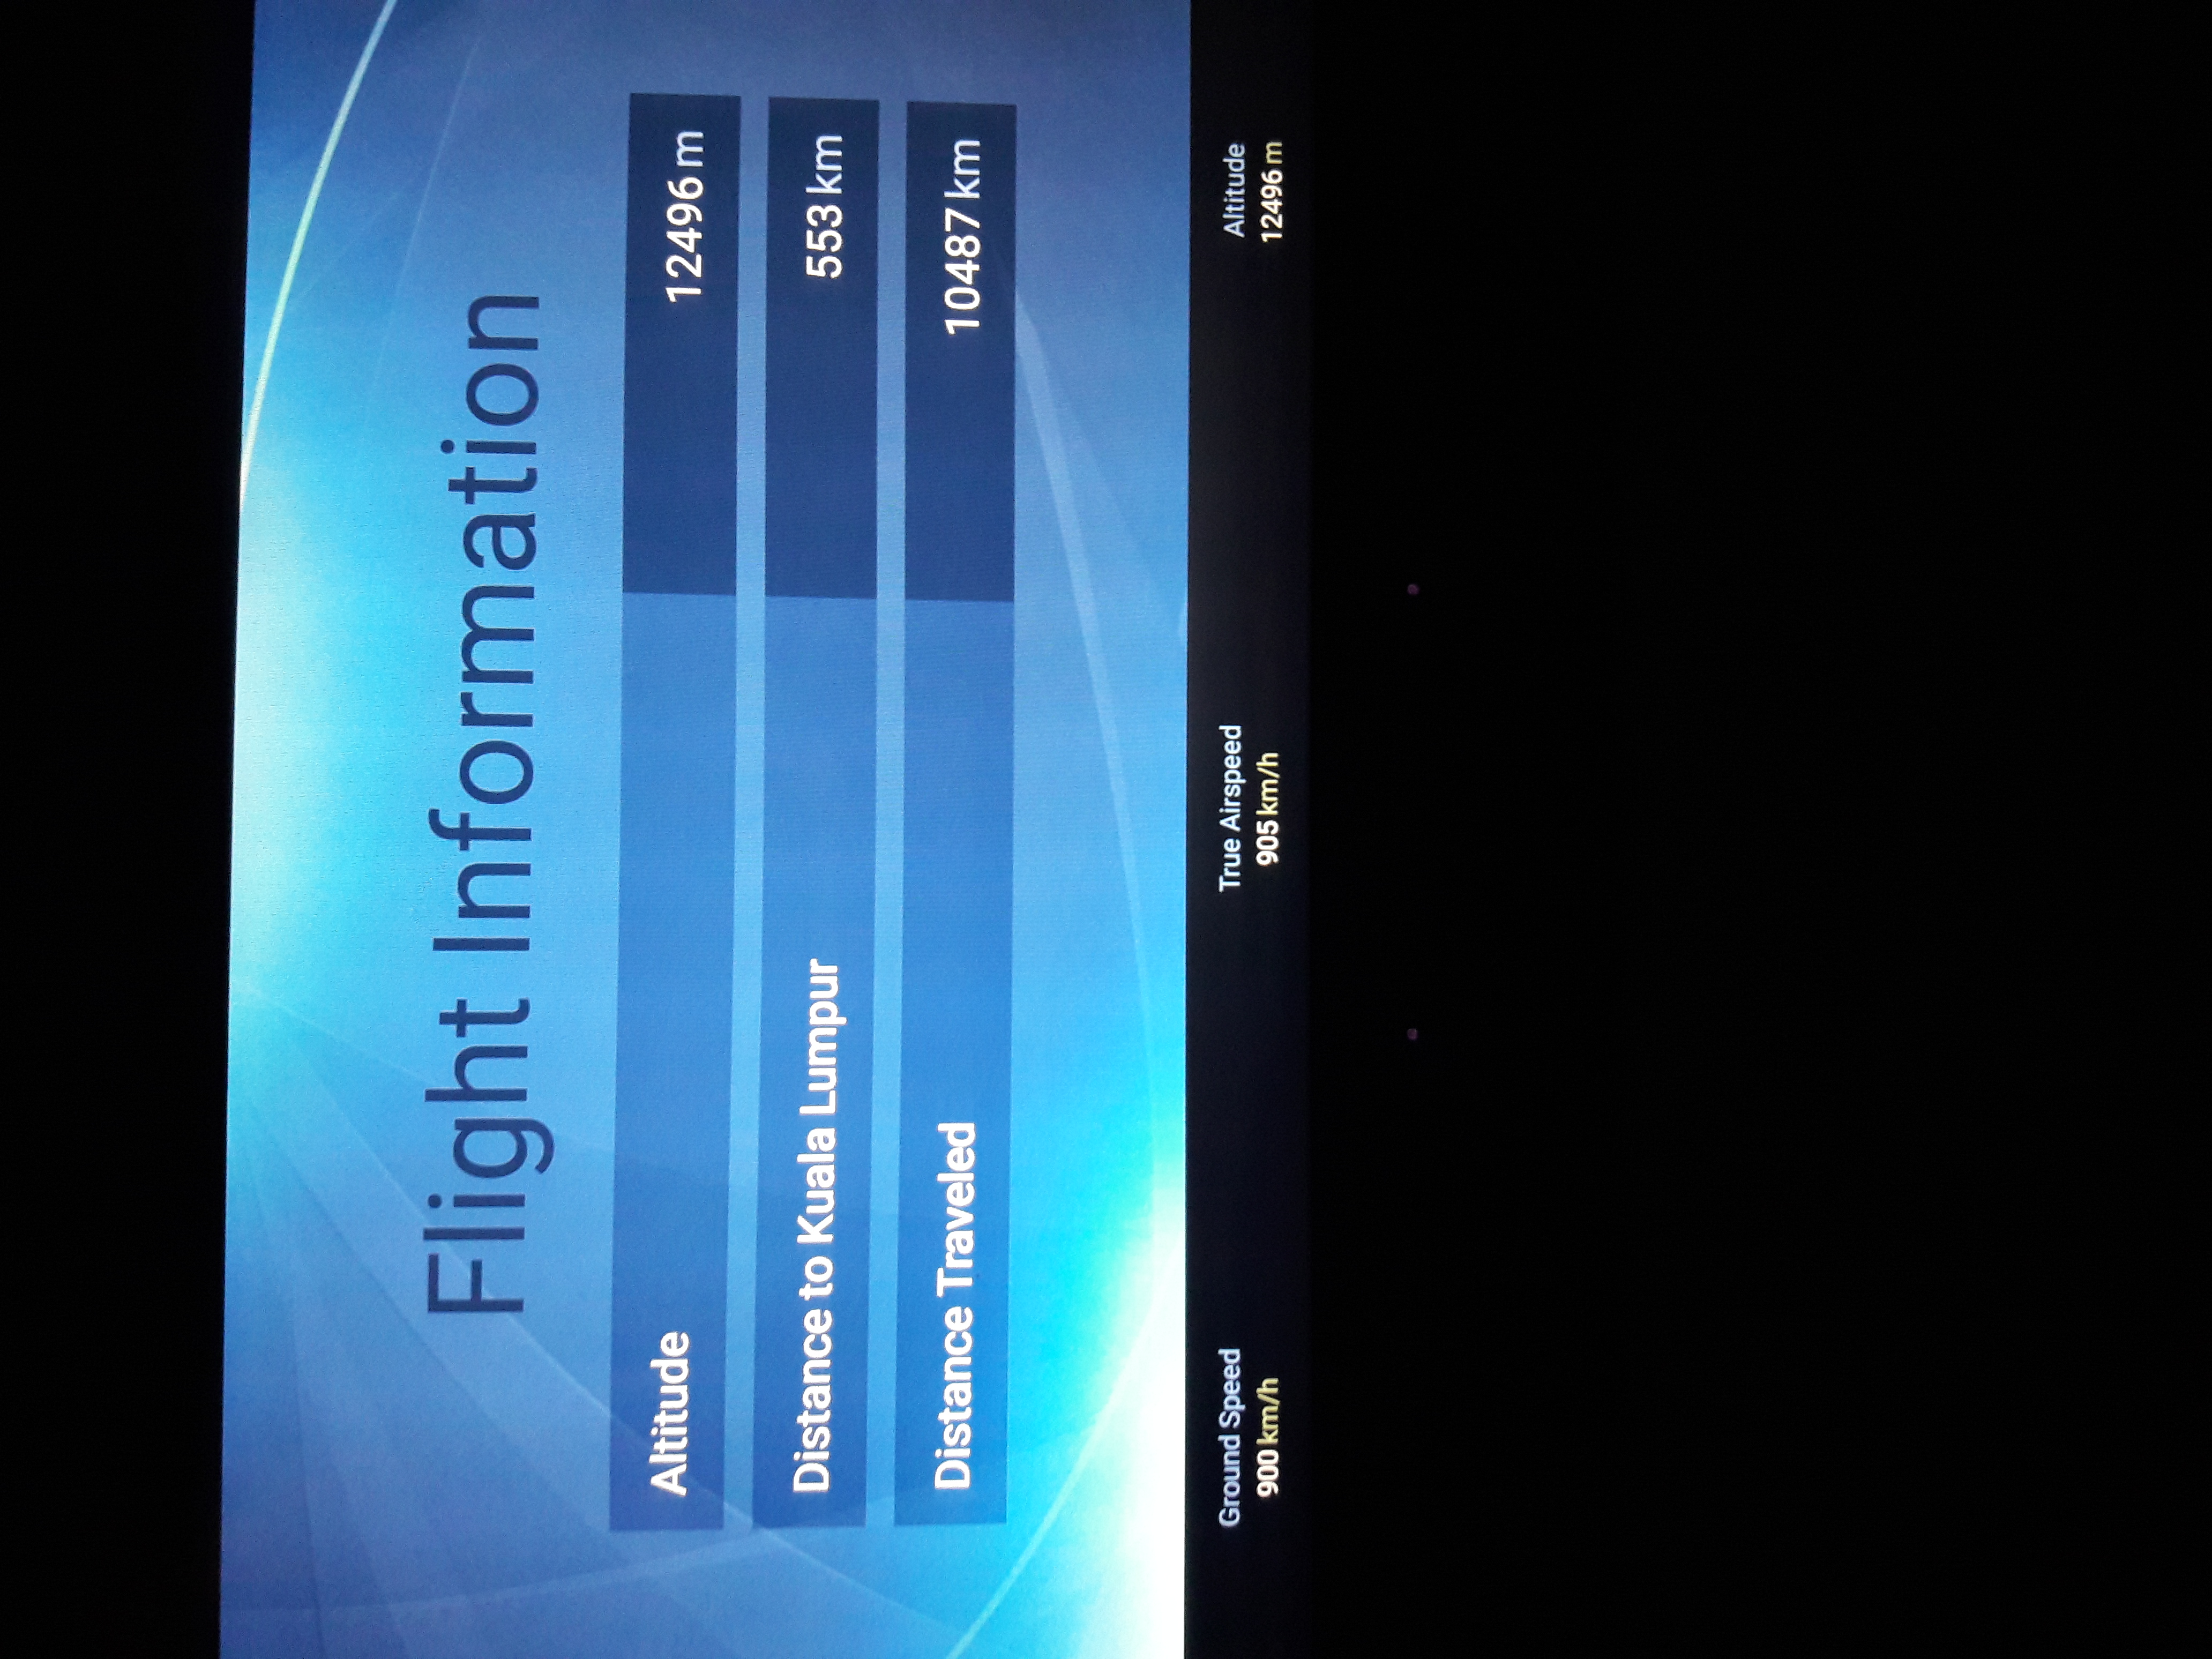 Flight Information
Altitude 12496 m
Distance to Kuala Lumpur 553 km
Distance Traveled 10487 km
Ground Speed True Airspeed Altitude
900 km/h 905 km/h 12496 m